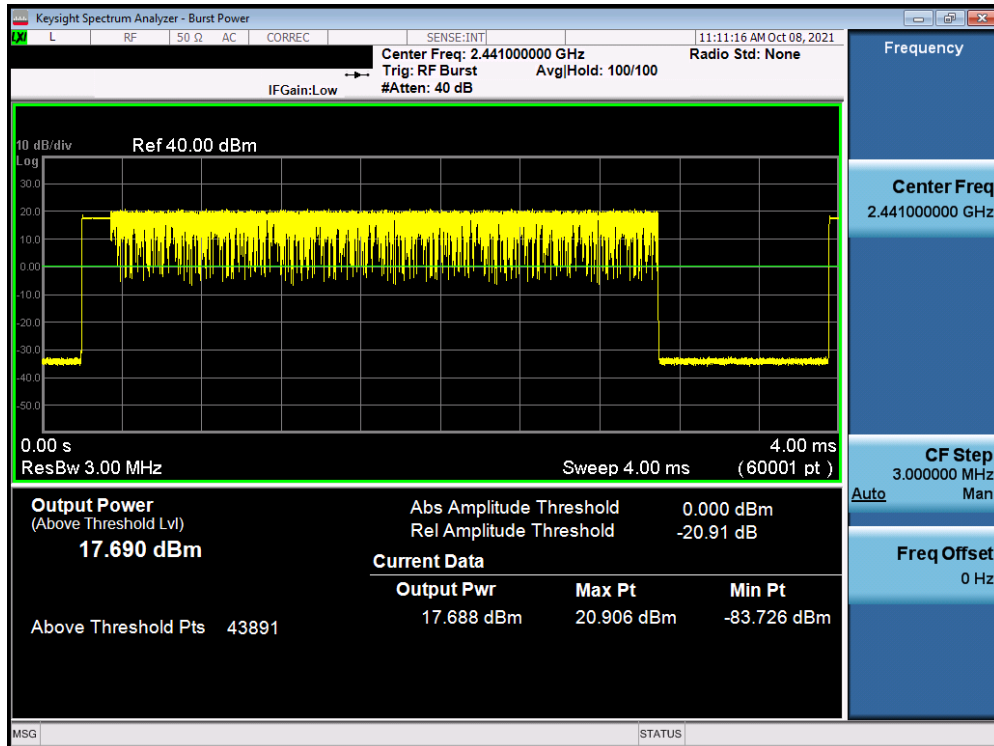 Keysight Spectrum Analyzer - Burst Power
LXI L RF 50 Ω AC CORREC SENSE:INT 11:11:16 AM Oct 08, 2021
Center Freq: 2.441000000 GHz Radio Std: None
Trig: RF Burst Avg|Hold: 100/100
IFGain:Low #Atten: 40 dB
Frequency
10 dB/div Ref 40.00 dBm
Log
30.0
20.0
10.0
0.00
-10.0
-20.0
-30.0
-40.0
-50.0
0.00 s 4.00 ms
ResBw 3.00 MHz Sweep 4.00 ms (60001 pt)
Output Power
(Above Threshold Lvl)
17.690 dBm
Above Threshold Pts 43891
Abs Amplitude Threshold 0.000 dBm
Rel Amplitude Threshold -20.91 dB
Current Data
Output Pwr Max Pt Min Pt
17.688 dBm 20.906 dBm -83.726 dBm
Center Freq
2.441000000 GHz
CF Step
3.000000 MHz
Auto Man
Freq Offset
0 Hz
MSG STATUS